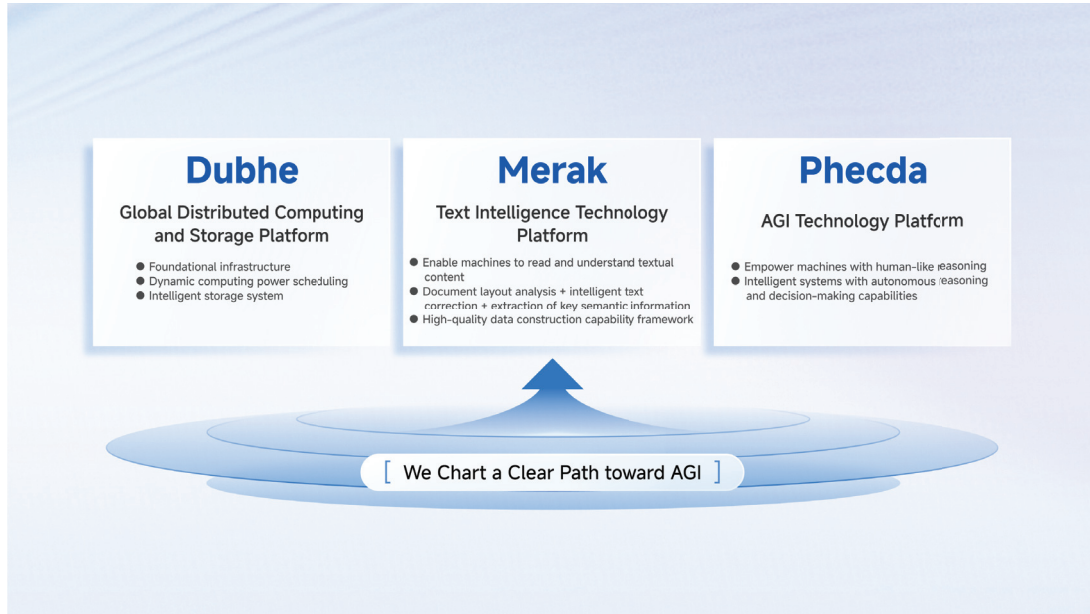 Dubhe
Global Distributed Computing
and Storage Platform
● Foundational infrastructure
● Dynamic computing power scheduling
● Intelligent storage system
Merak
Text Intelligence Technology
Platform
● Enable machines to read and understand textual
content
● Document layout analysis + intelligent text
correction + extraction of key semantic information
● High-quality data construction capability framework
Phecda
AGI Technology Platform
● Empower machines with human-like reasoning
● Intelligent systems with autonomous reasoning
and decision-making capabilities
[ We Chart a Clear Path toward AGI ]